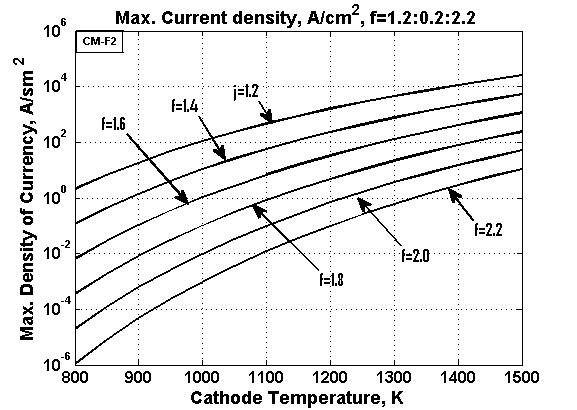 Max. Current density, A/cm2, f=1.2:0.2:2.2
CM-F2
j=1.2
f=1.4
f=1.6
f=1.8
f=2.0
f=2.2
Max. Density of Currency, A/sm2
10^6
10^4
10^2
10^0
10^-2
10^-4
10^-6
800 900 1000 1100 1200 1300 1400 1500
Cathode Temperature, K